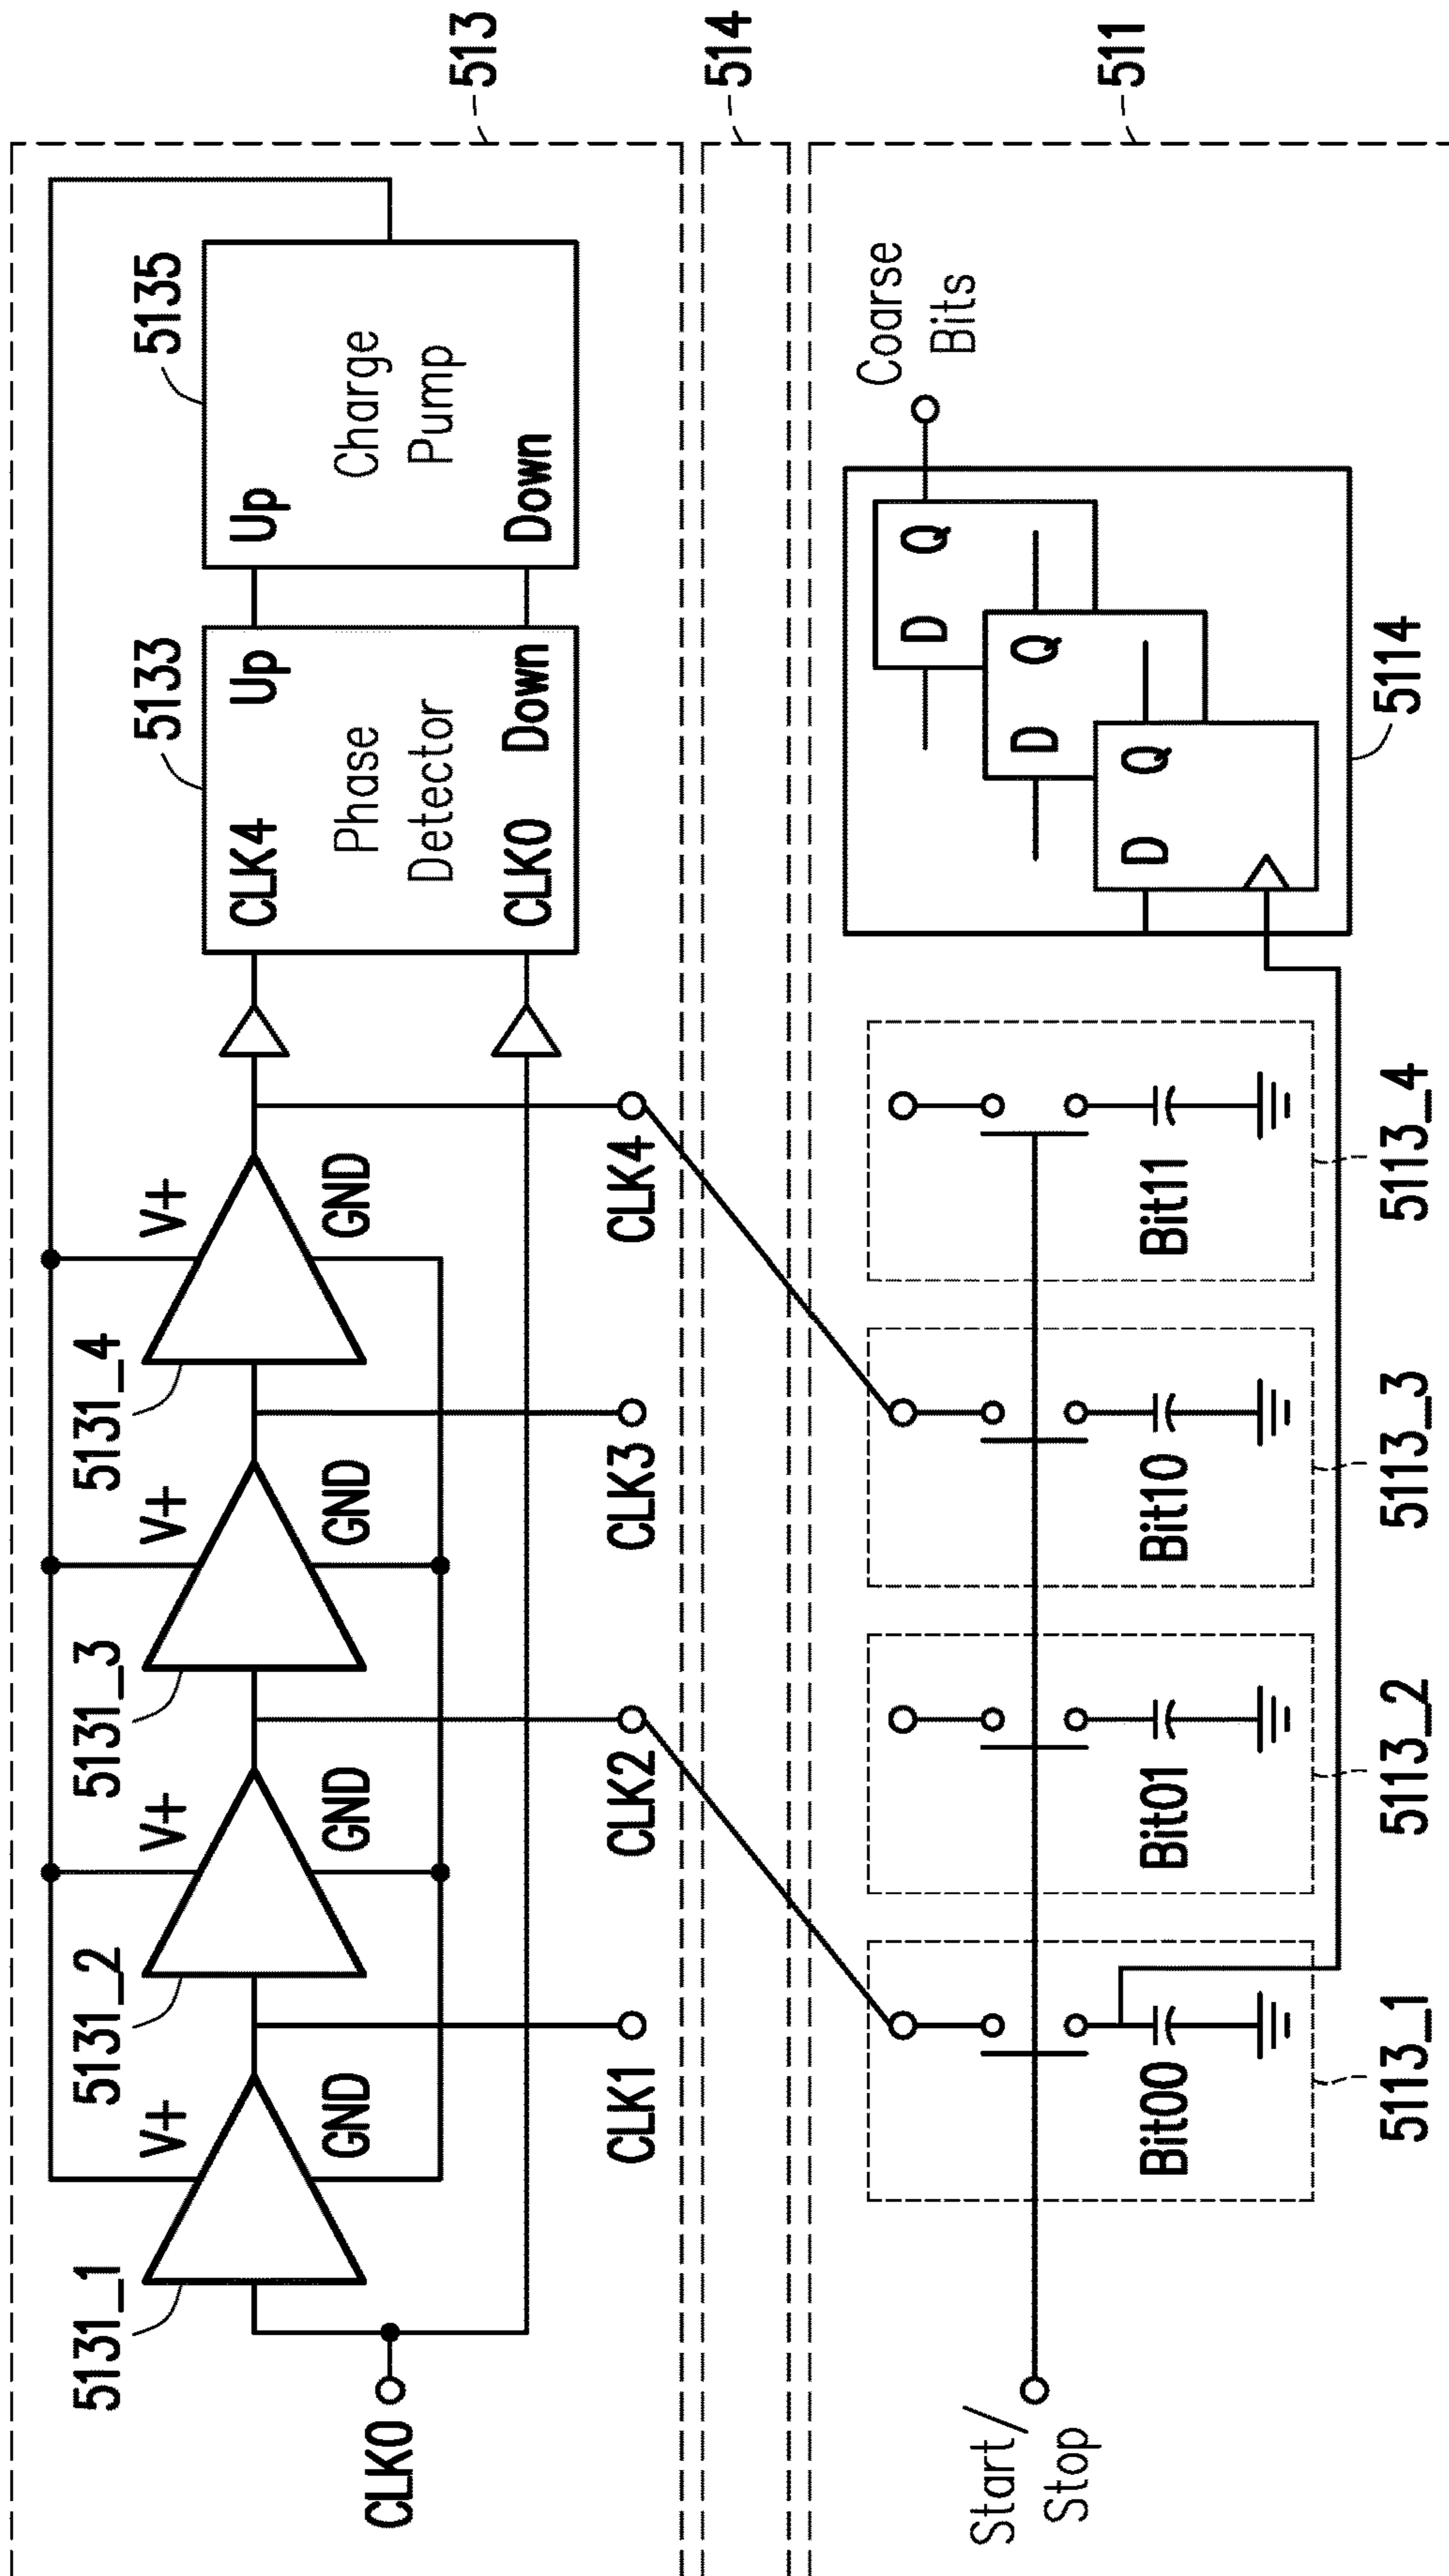 513
514
511
5131_1
5131_2
5131_3
5131_4
5133
5135
V+
V+
V+
V+
GND
GND
GND
GND
CLK0
CLK4
Up
Phase
Detector
CLK0
Down
Up
Charge
Pump
Down
CLK1
CLK2
CLK3
CLK4
Start/
Stop
Bit00
Bit01
Bit10
Bit11
D
Q
D
Q
D
Q
Coarse
Bits
5113_1
5113_2
5113_3
5113_4
5114